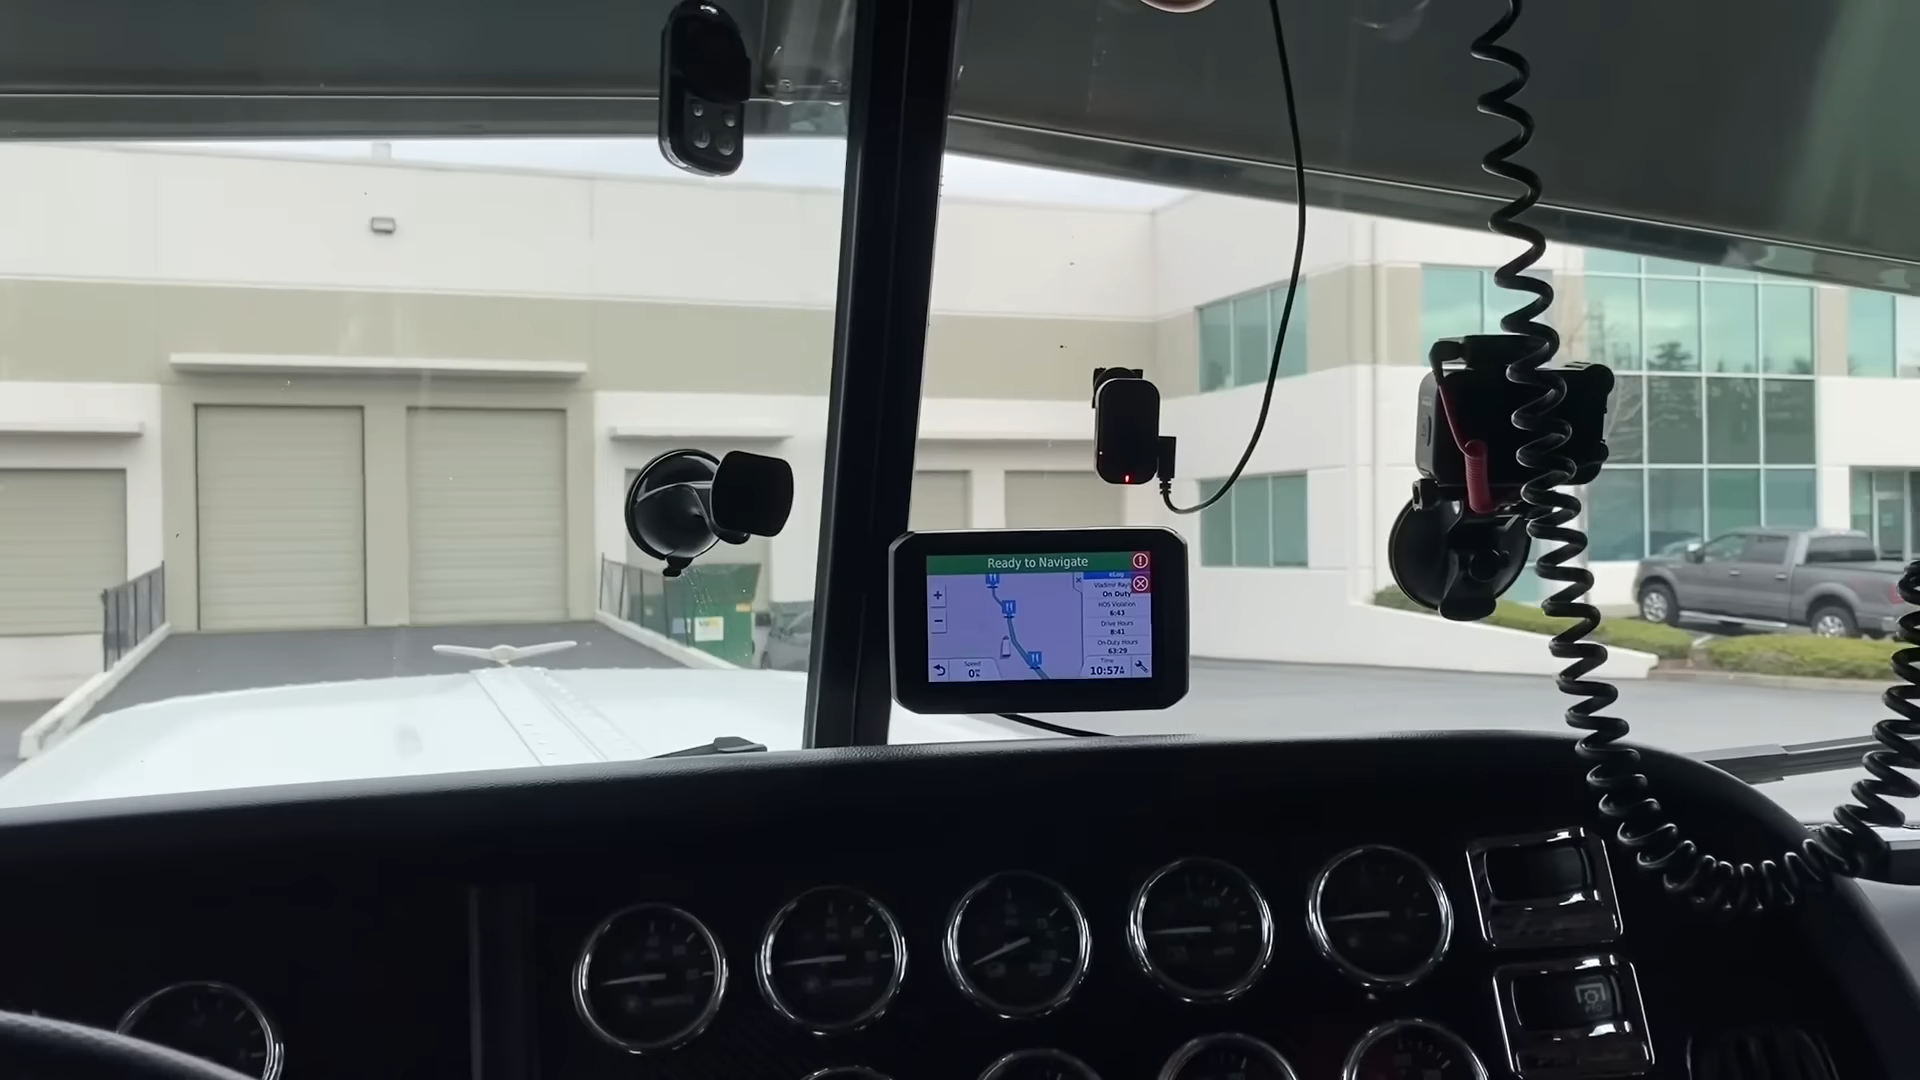 Ready to Navigate
eLog
On Duty
HOS Violation
6:43
Drive Hours
8:41
On-Duty Hours
63:29
Speed
0
Time
10:57
PTO